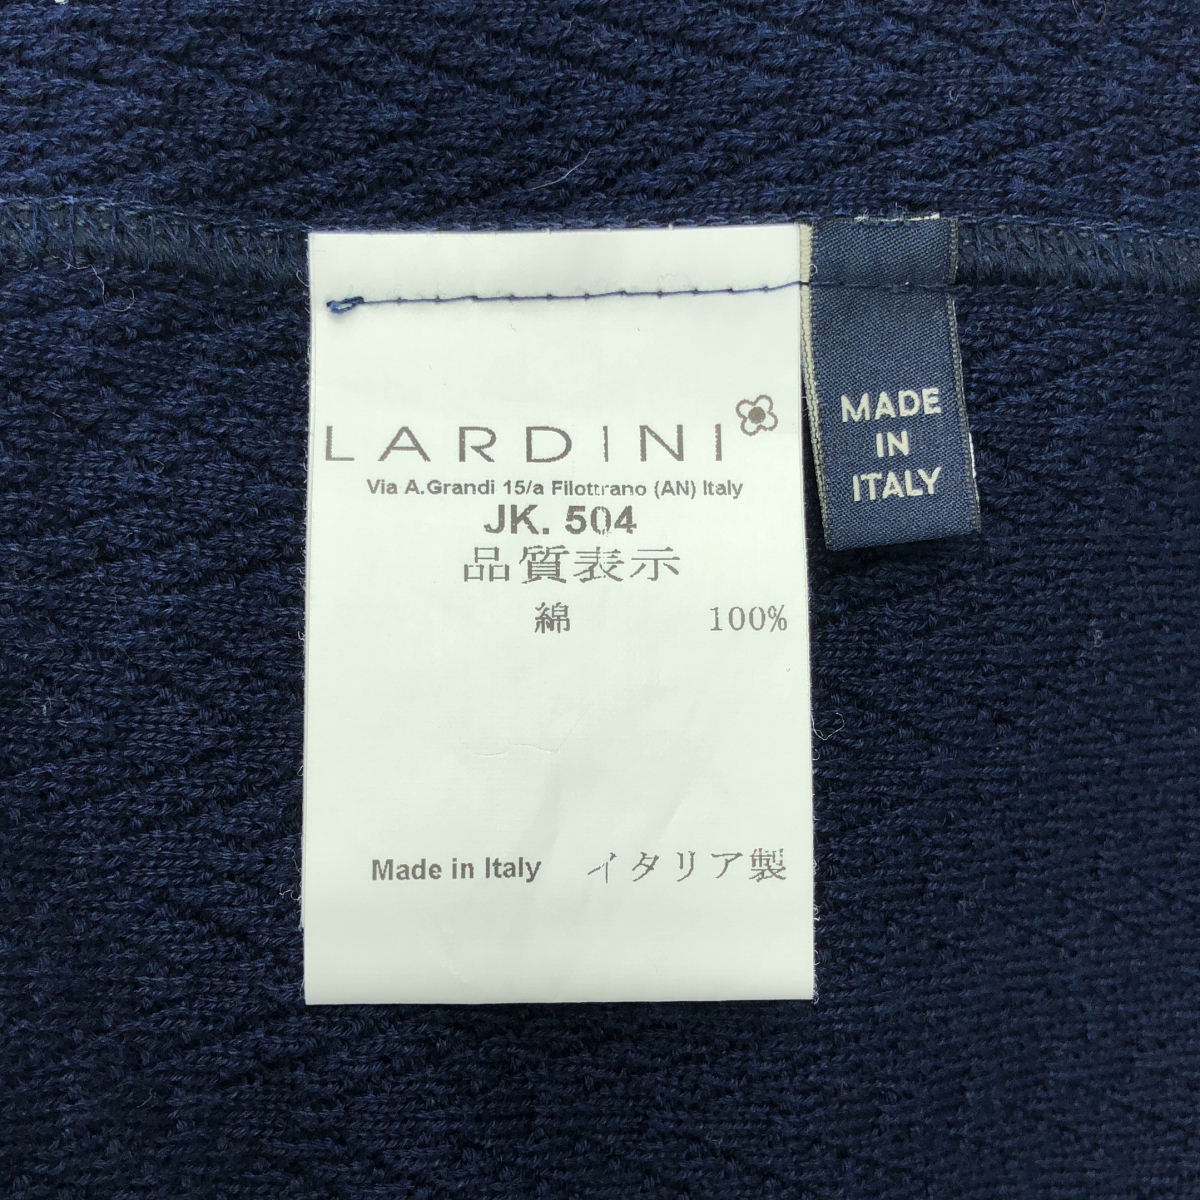 LARDINI
Via A.Grandi 15/a Filottrano (AN) Italy
JK. 504
品質表示
綿 100%
Made in Italy イタリア製
MADE
IN
ITALY